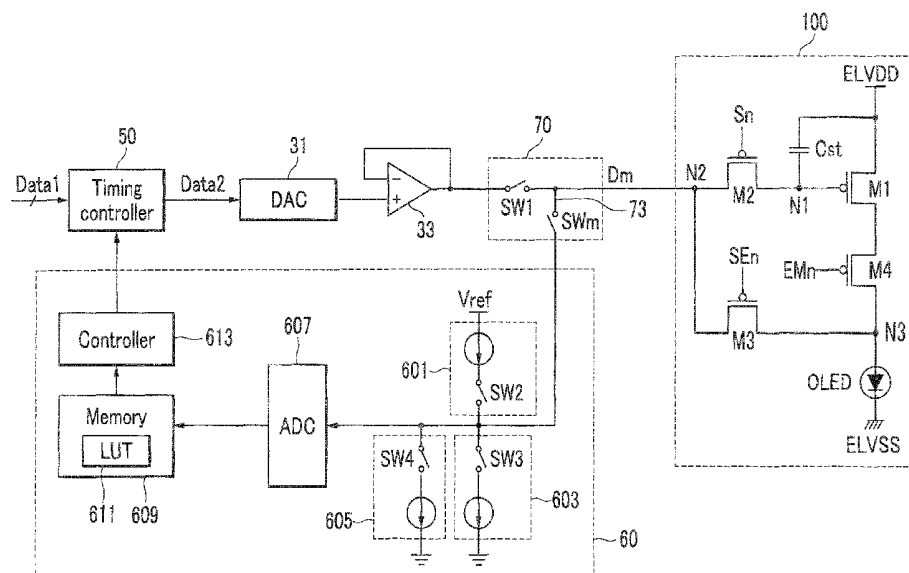 100
ELVDD
50
31
70
Sn
Cst
Data1
Timing
controller
Data2
DAC
33
SW1
Dm
N2
M2
N1
M1
SWm
73
SEn
EMn
M4
Vref
M3
N3
Controller
613
607
601
SW2
OLED
Memory
LUT
ADC
SW4
SW3
ELVSS
611
609
605
603
60